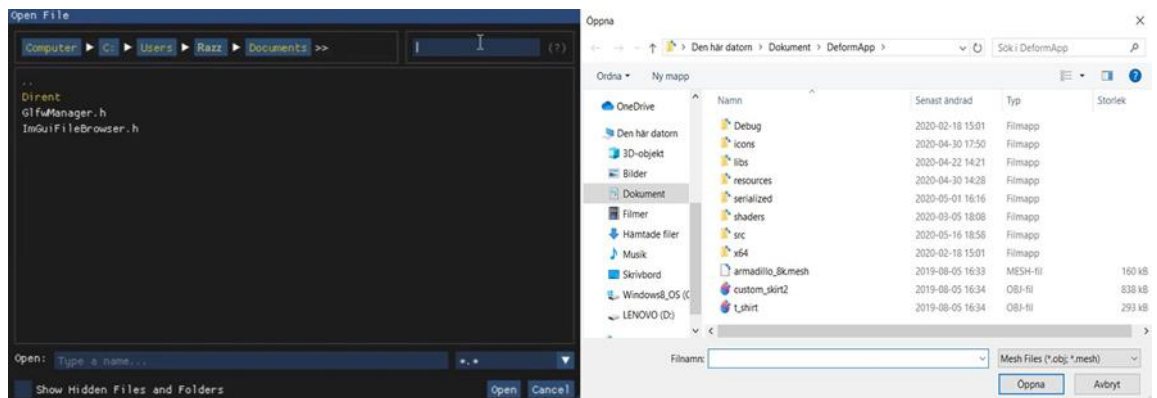 Open File
Computer ▶ C: ▶ Users ▶ Razz ▶ Documents >>
(?)
..
Dirent
GlfwManager.h
ImGuiFileBrowser.h
Open: Type a name...
*.*
Show Hidden Files and Folders
Open Cancel
Öppna
Den här datorn > Dokument > DeformApp >
Sök i DeformApp
Ordna Ny mapp
OneDrive
Den här datorn
3D-objekt
Bilder
Dokument
Filmer
Hämtade filer
Musik
Skrivbord
Windows8_OS (C
LENOVO (D:)
Namn Senast ändrad Typ Storlek
Debug 2020-02-18 15:01 Filmapp
icons 2020-04-30 17:50 Filmapp
libs 2020-04-22 14:21 Filmapp
resources 2020-04-30 14:28 Filmapp
serialized 2020-05-01 16:16 Filmapp
shaders 2020-03-05 18:08 Filmapp
src 2020-05-16 18:58 Filmapp
x64 2020-02-18 15:01 Filmapp
armadillo_8k.mesh 2019-08-05 16:33 MESH-fil 160 kB
custom_skirt2 2019-08-05 16:34 OBJ-fil 838 kB
t_shirt 2019-08-05 16:34 OBJ-fil 293 kB
Filnamn:
Mesh Files (*.obj; *.mesh)
Öppna Avbryt